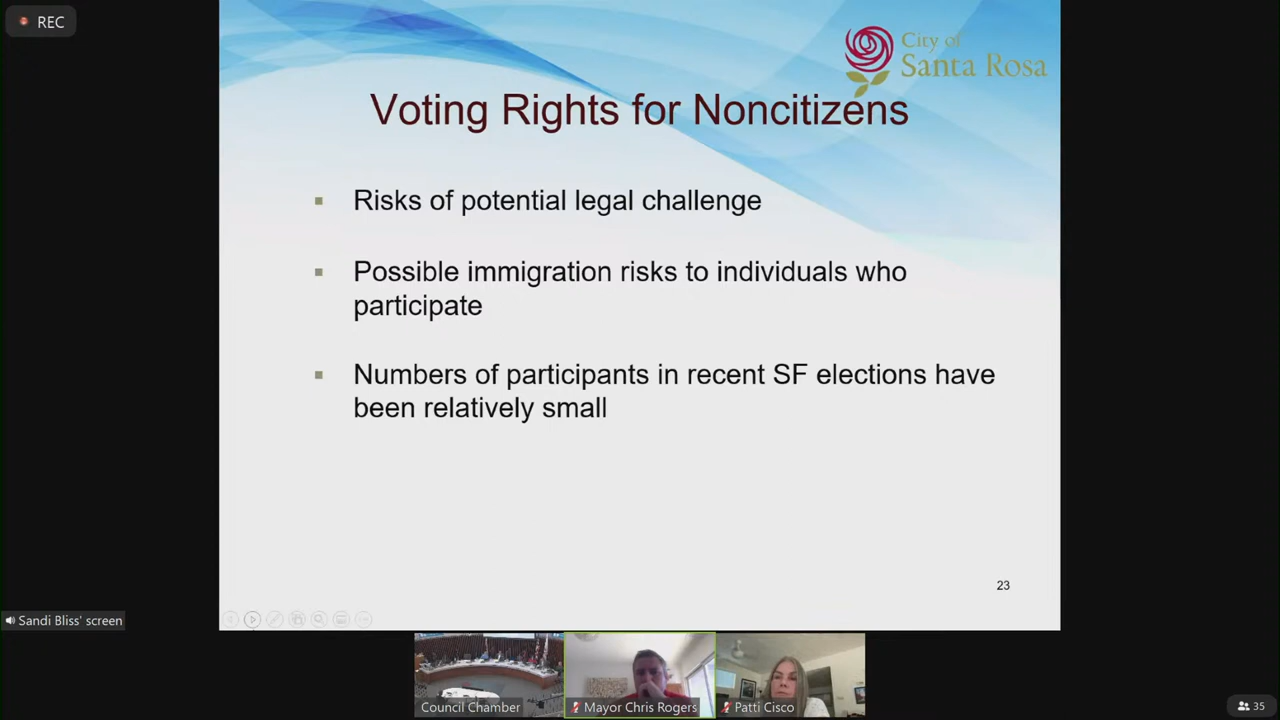 REC
City of
Santa Rosa
Voting Rights for Noncitizens
Risks of potential legal challenge
Possible immigration risks to individuals who
participate
Numbers of participants in recent SF elections have
been relatively small
23
Sandi Bliss' screen
Council Chamber
Mayor Chris Rogers
Patti Cisco
35